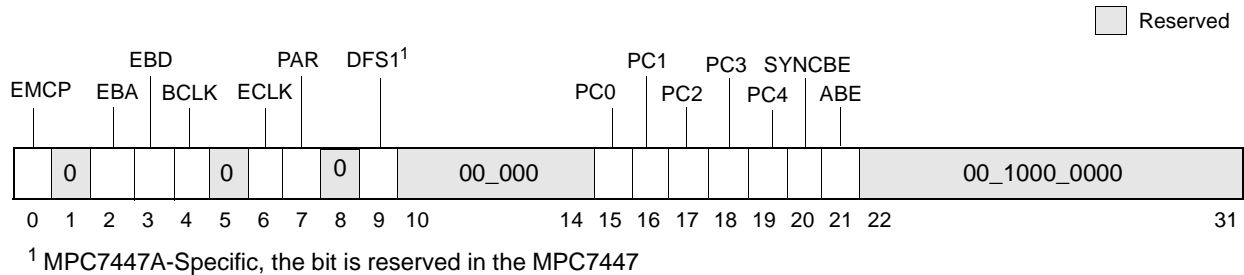 Reserved
EBD PAR DFS1¹ PC1 PC3 SYNCBE
EMCP EBA BCLK ECLK PC0 PC2 PC4 ABE
0 0 0 00_000 00_1000_0000
0 1 2 3 4 5 6 7 8 9 10 14 15 16 17 18 19 20 21 22 31
¹ MPC7447A-Specific, the bit is reserved in the MPC7447